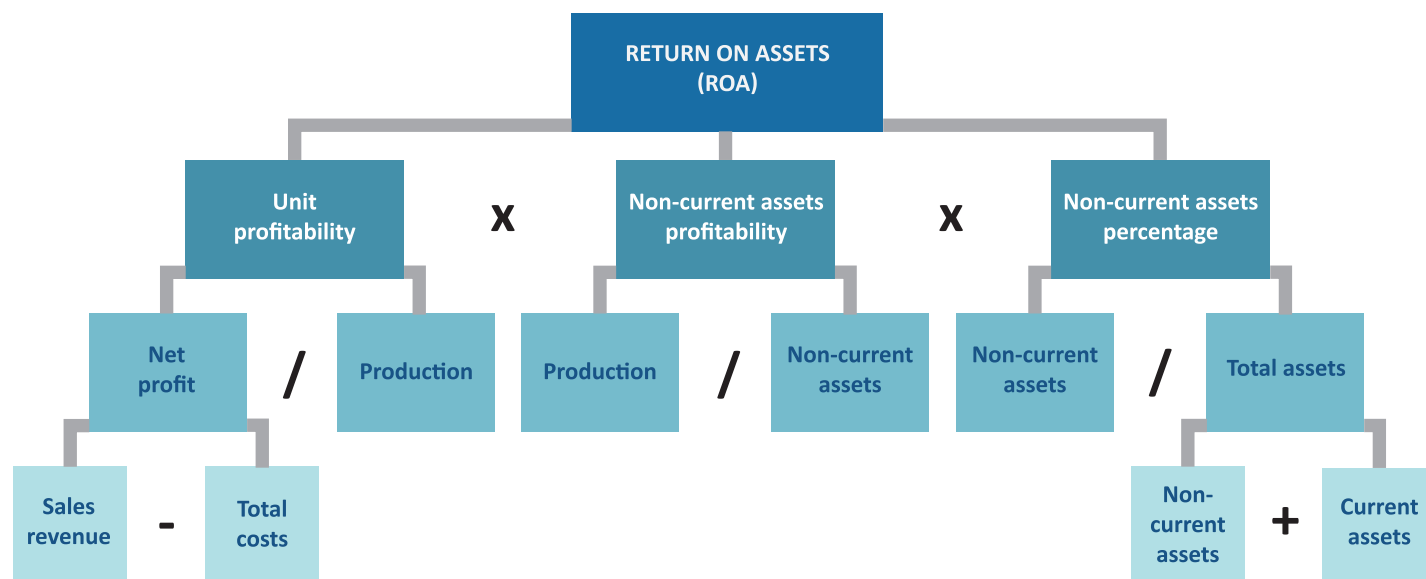 RETURN ON ASSETS
(ROA)
Unit
profitability
x
Non-current assets
profitability
x
Non-current assets
percentage
Net
profit
/
Production
Production
/
Non-current
assets
Non-current
assets
/
Total assets
Sales
revenue
-
Total
costs
Non-
current
assets
+
Current
assets